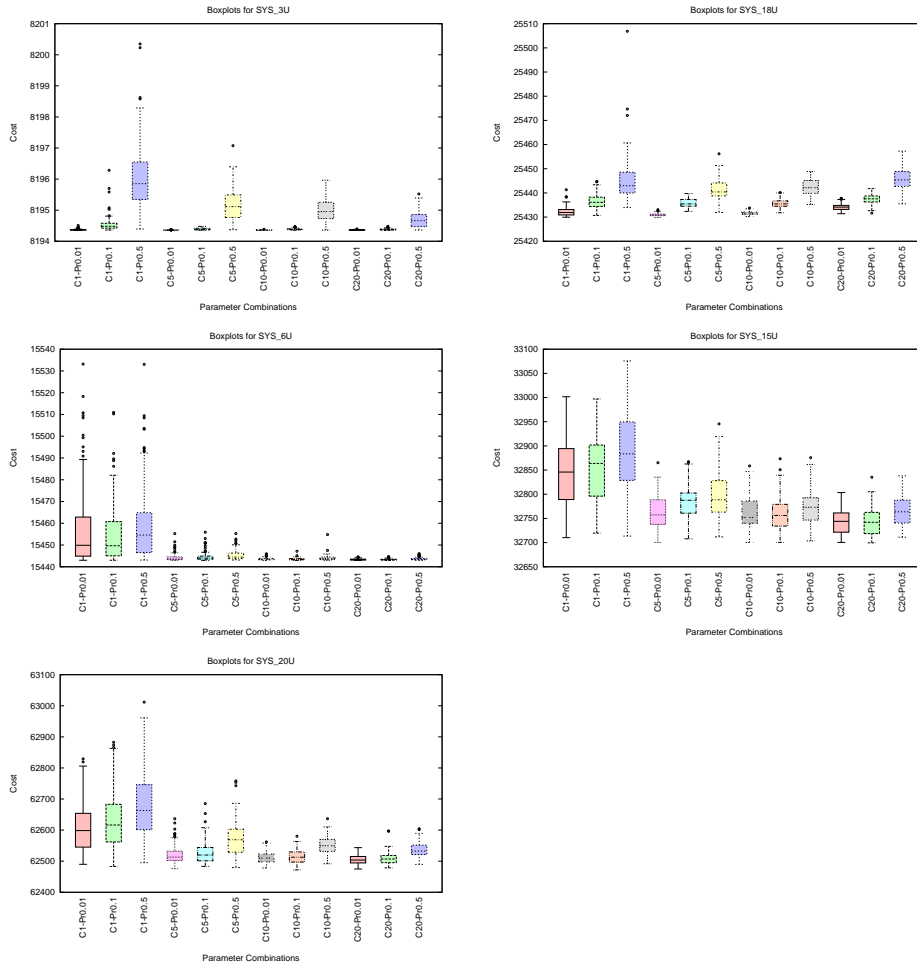 Boxplots for SYS_3U
8201
8200
8199
8198
8197
8196
8195
8194
Cost
C1-Pr0.01
C1-Pr0.1
C1-Pr0.5
C5-Pr0.01
C5-Pr0.1
C5-Pr0.5
C10-Pr0.01
C10-Pr0.1
C10-Pr0.5
C20-Pr0.01
C20-Pr0.1
C20-Pr0.5
Parameter Combinations
Boxplots for SYS_18U
25510
25500
25490
25480
25470
25460
25450
25440
25430
25420
Cost
C1-Pr0.01
C1-Pr0.1
C1-Pr0.5
C5-Pr0.01
C5-Pr0.1
C5-Pr0.5
C10-Pr0.01
C10-Pr0.1
C10-Pr0.5
C20-Pr0.01
C20-Pr0.1
C20-Pr0.5
Parameter Combinations
Boxplots for SYS_6U
15540
15530
15520
15510
15500
15490
15480
15470
15460
15450
15440
Cost
C1-Pr0.01
C1-Pr0.1
C1-Pr0.5
C5-Pr0.01
C5-Pr0.1
C5-Pr0.5
C10-Pr0.01
C10-Pr0.1
C10-Pr0.5
C20-Pr0.01
C20-Pr0.1
C20-Pr0.5
Parameter Combinations
Boxplots for SYS_15U
33100
33050
33000
32950
32900
32850
32800
32750
32700
32650
Cost
C1-Pr0.01
C1-Pr0.1
C1-Pr0.5
C5-Pr0.01
C5-Pr0.1
C5-Pr0.5
C10-Pr0.01
C10-Pr0.1
C10-Pr0.5
C20-Pr0.01
C20-Pr0.1
C20-Pr0.5
Parameter Combinations
Boxplots for SYS_20U
63100
63000
62900
62800
62700
62600
62500
62400
Cost
C1-Pr0.01
C1-Pr0.1
C1-Pr0.5
C5-Pr0.01
C5-Pr0.1
C5-Pr0.5
C10-Pr0.01
C10-Pr0.1
C10-Pr0.5
C20-Pr0.01
C20-Pr0.1
C20-Pr0.5
Parameter Combinations